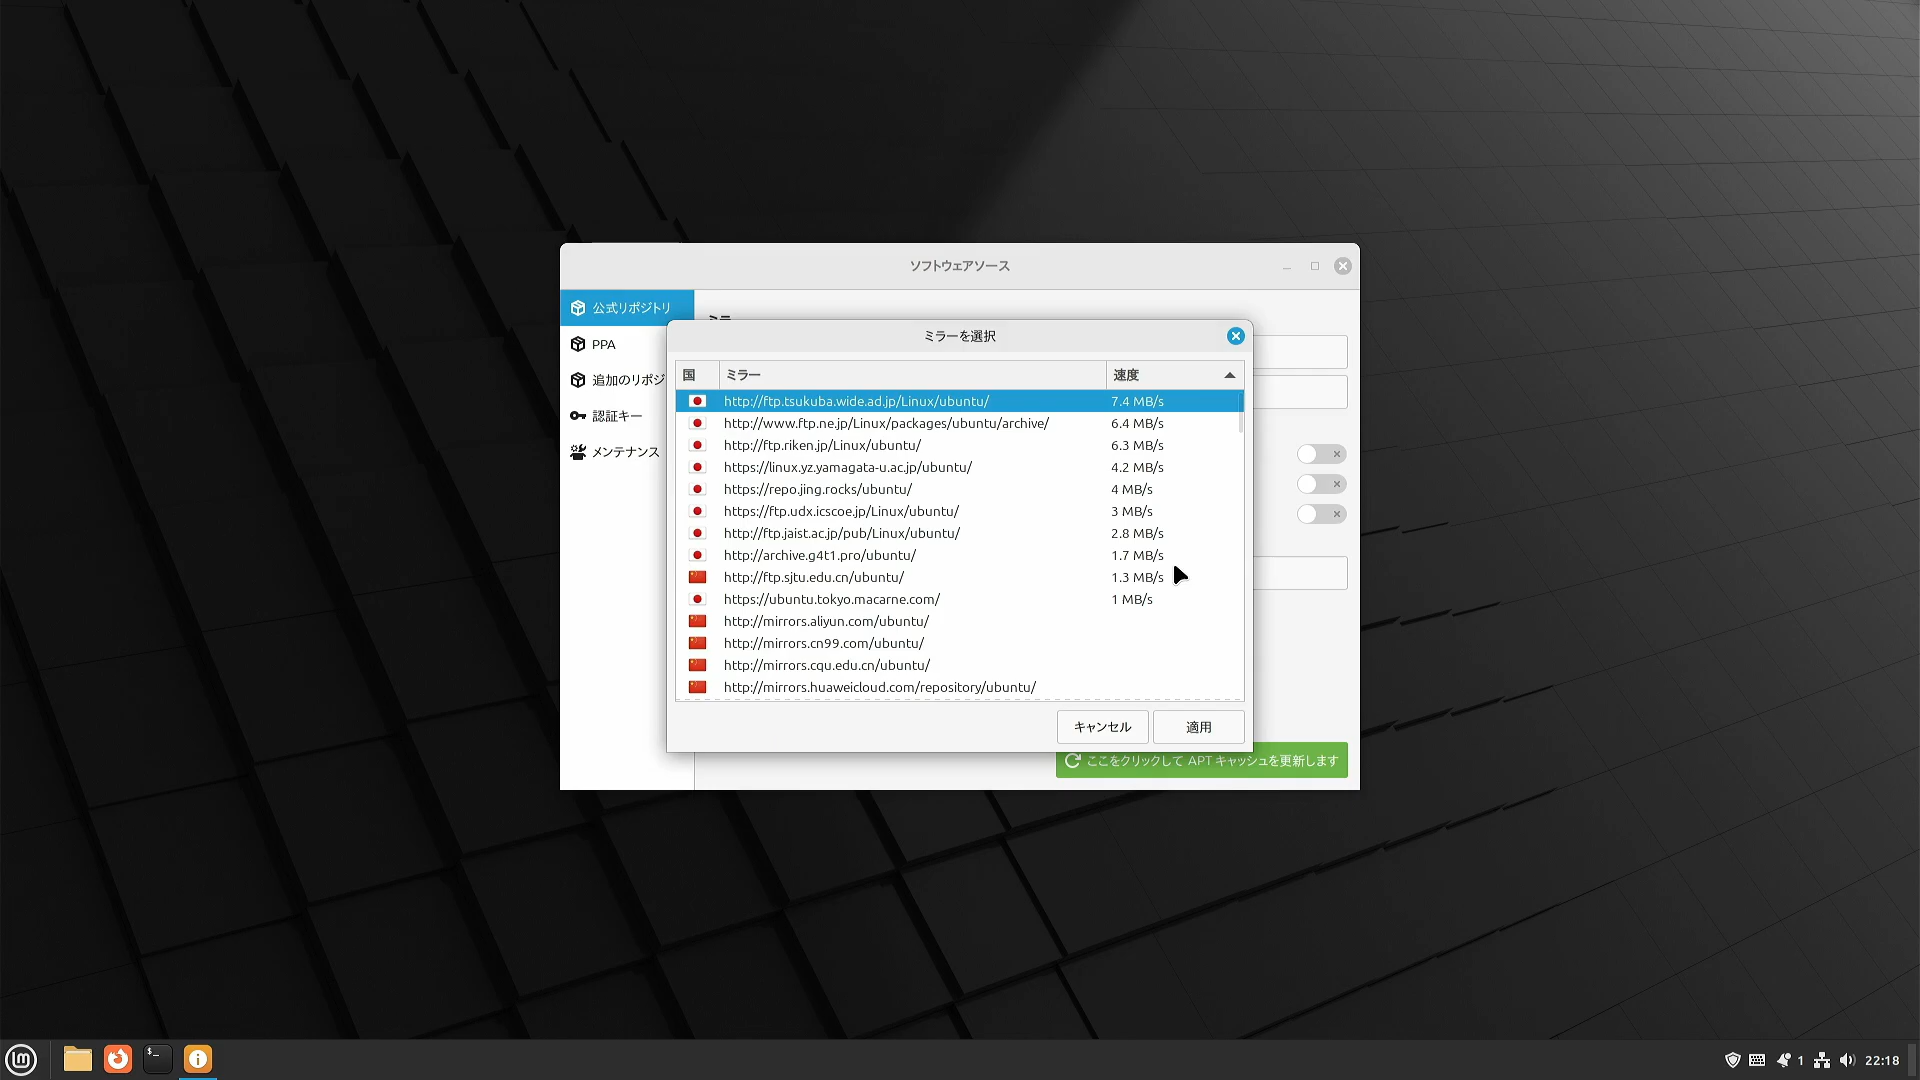 ソフトウェアソース
公式リポジトリ
PPA
追加のリポジ
認証キー
メンテナンス
ミラーを選択
国 ミラー 速度
http://ftp.tsukuba.wide.ad.jp/Linux/ubuntu/ 7.4 MB/s
http://www.ftp.ne.jp/Linux/packages/ubuntu/archive/ 6.4 MB/s
http://ftp.riken.jp/Linux/ubuntu/ 6.3 MB/s
https://linux.yz.yamagata-u.ac.jp/ubuntu/ 4.2 MB/s
https://repo.jing.rocks/ubuntu/ 4 MB/s
https://ftp.udx.icscoe.jp/Linux/ubuntu/ 3 MB/s
http://ftp.jaist.ac.jp/pub/Linux/ubuntu/ 2.8 MB/s
http://archive.g4t1.pro/ubuntu/ 1.7 MB/s
http://ftp.sjtu.edu.cn/ubuntu/ 1.3 MB/s
https://ubuntu.tokyo.macarne.com/ 1 MB/s
http://mirrors.aliyun.com/ubuntu/
http://mirrors.cn99.com/ubuntu/
http://mirrors.cqu.edu.cn/ubuntu/
http://mirrors.huaweicloud.com/repository/ubuntu/
キャンセル 適用
ここをクリックして APT キャッシュを更新します
1 22:18